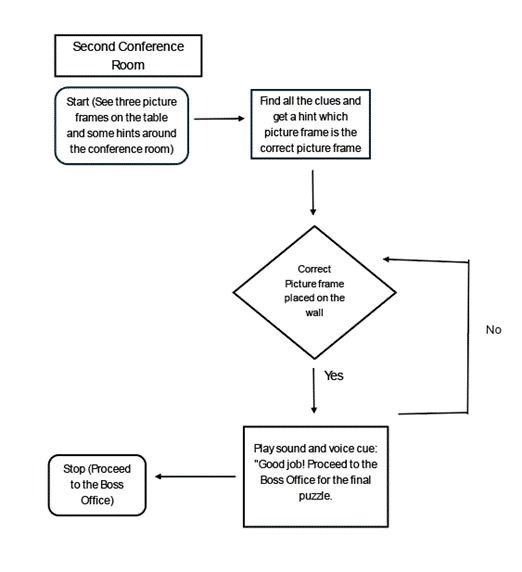 Second Conference
Room
Start (See three picture
frames on the table
and some hints around
the conference room)
Find all the clues and
get a hint which
picture frame is the
correct picture frame
Correct
Picture frame
placed on the
wall
No
Yes
Play sound and voice cue:
"Good job! Proceed to the
Boss Office for the final
puzzle.
Stop (Proceed
to the Boss
Office)